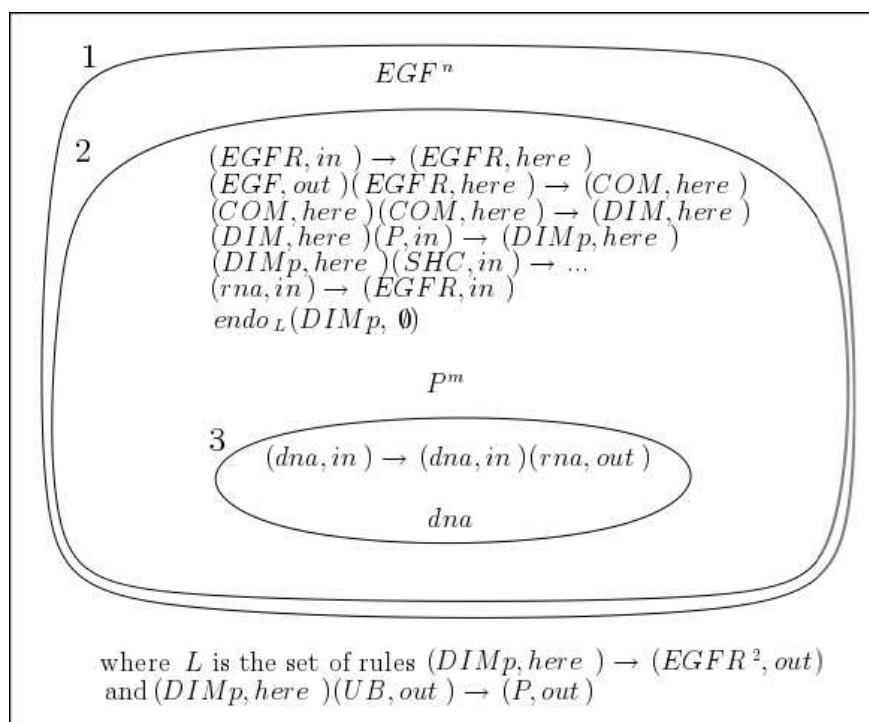 1
EGF^n
2
(EGFR, in) → (EGFR, here)
(EGF, out)(EGFR, here) → (COM, here)
(COM, here)(COM, here) → (DIM, here)
(DIM, here)(P, in) → (DIMp, here)
(DIMp, here)(SHC, in) → ...
(rna, in) → (EGFR, in)
endo_L(DIMp, ∅)
P^m
3
(dna, in) → (dna, in)(rna, out)
dna
where L is the set of rules (DIMp, here) → (EGFR^2, out)
and (DIMp, here)(UB, out) → (P, out)